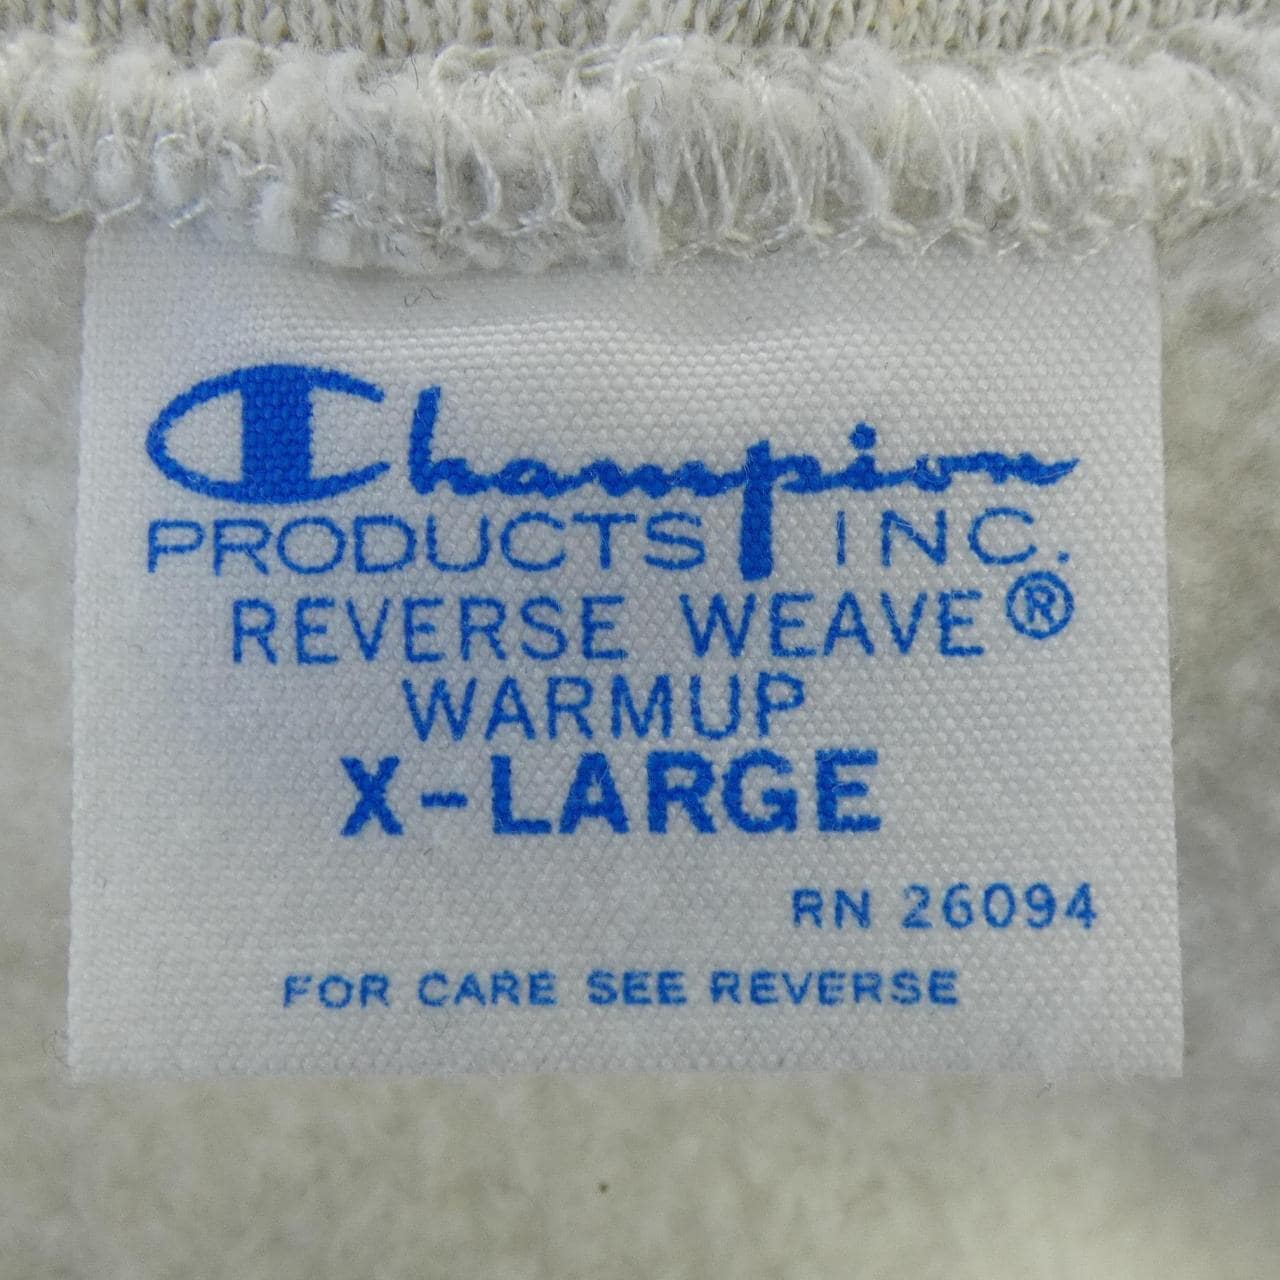 Champion
PRODUCTS INC.
REVERSE WEAVE®
WARMUP
X-LARGE
RN 26094
FOR CARE SEE REVERSE